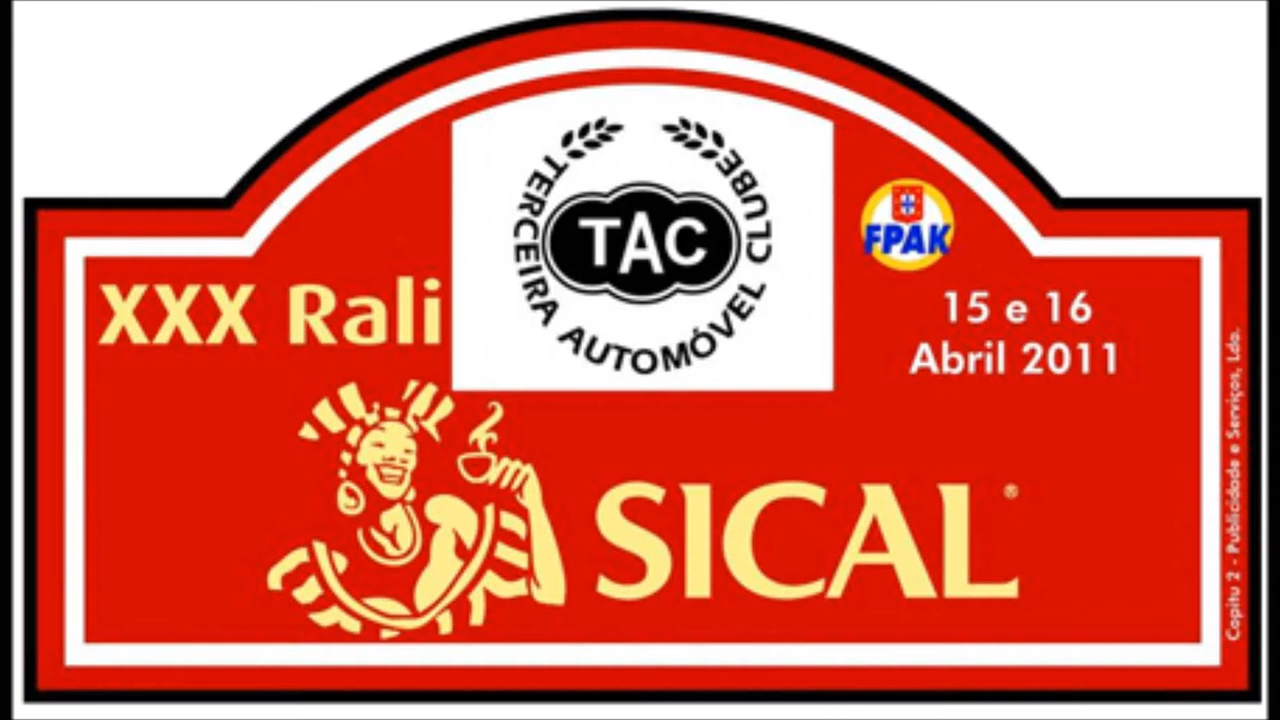 TERCEIRA AUTOMÓVEL CLUBE
TAC
FPAK
XXX Rali
15 e 16
Abril 2011
SICAL®
Capitu 2 - Publicidade e Serviços, Lda.